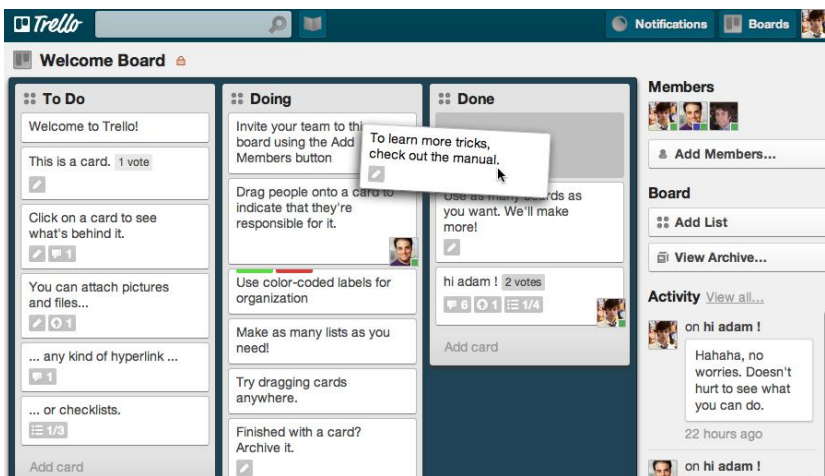 Trello
Notifications
Boards
Welcome Board
To Do
Welcome to Trello!
This is a card. 1 vote
Click on a card to see
what's behind it.
1
You can attach pictures
and files...
1
... any kind of hyperlink ...
1
... or checklists.
1/3
Add card
Doing
Invite your team to this
board using the Add
Members button
Drag people onto a card to
indicate that they're
responsible for it.
Use color-coded labels for
organization
Make as many lists as you
need!
Try dragging cards
anywhere.
Finished with a card?
Archive it.
To learn more tricks,
check out the manual.
Done
Use as many boards as
you want. We'll make
more!
hi adam ! 2 votes
6 1 1/4
Add card
Members
Add Members...
Board
Add List
View Archive...
Activity View all...
on hi adam !
Hahaha, no
worries. Doesn't
hurt to see what
you can do.
22 hours ago
on hi adam !